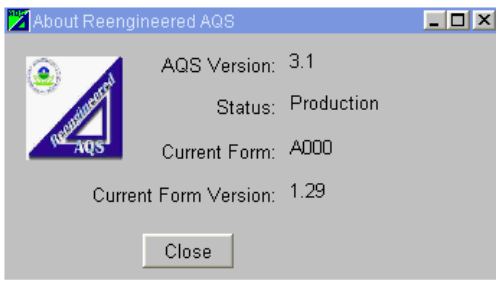 About Reengineered AQS
AQS Version: 3.1
Status: Production
Reengineered
AQS
Current Form: A000
Current Form Version: 1.29
Close